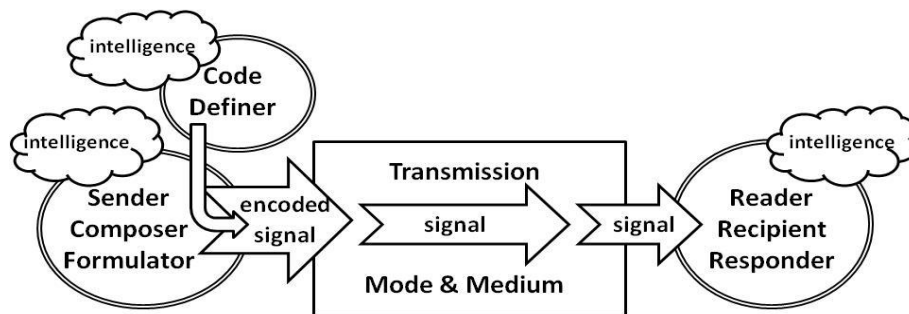 intelligence
Code
Definer
intelligence
Sender
Composer
Formulator
encoded
signal
Transmission
signal
Mode & Medium
signal
intelligence
Reader
Recipient
Responder